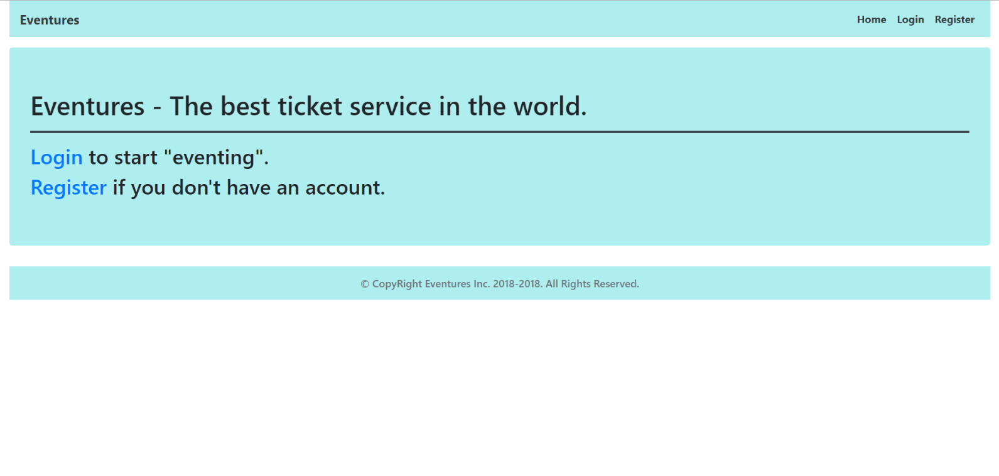 Eventures
Home Login Register
Eventures - The best ticket service in the world.
Login to start "eventing".
Register if you don't have an account.
© CopyRight Eventures Inc. 2018-2018. All Rights Reserved.